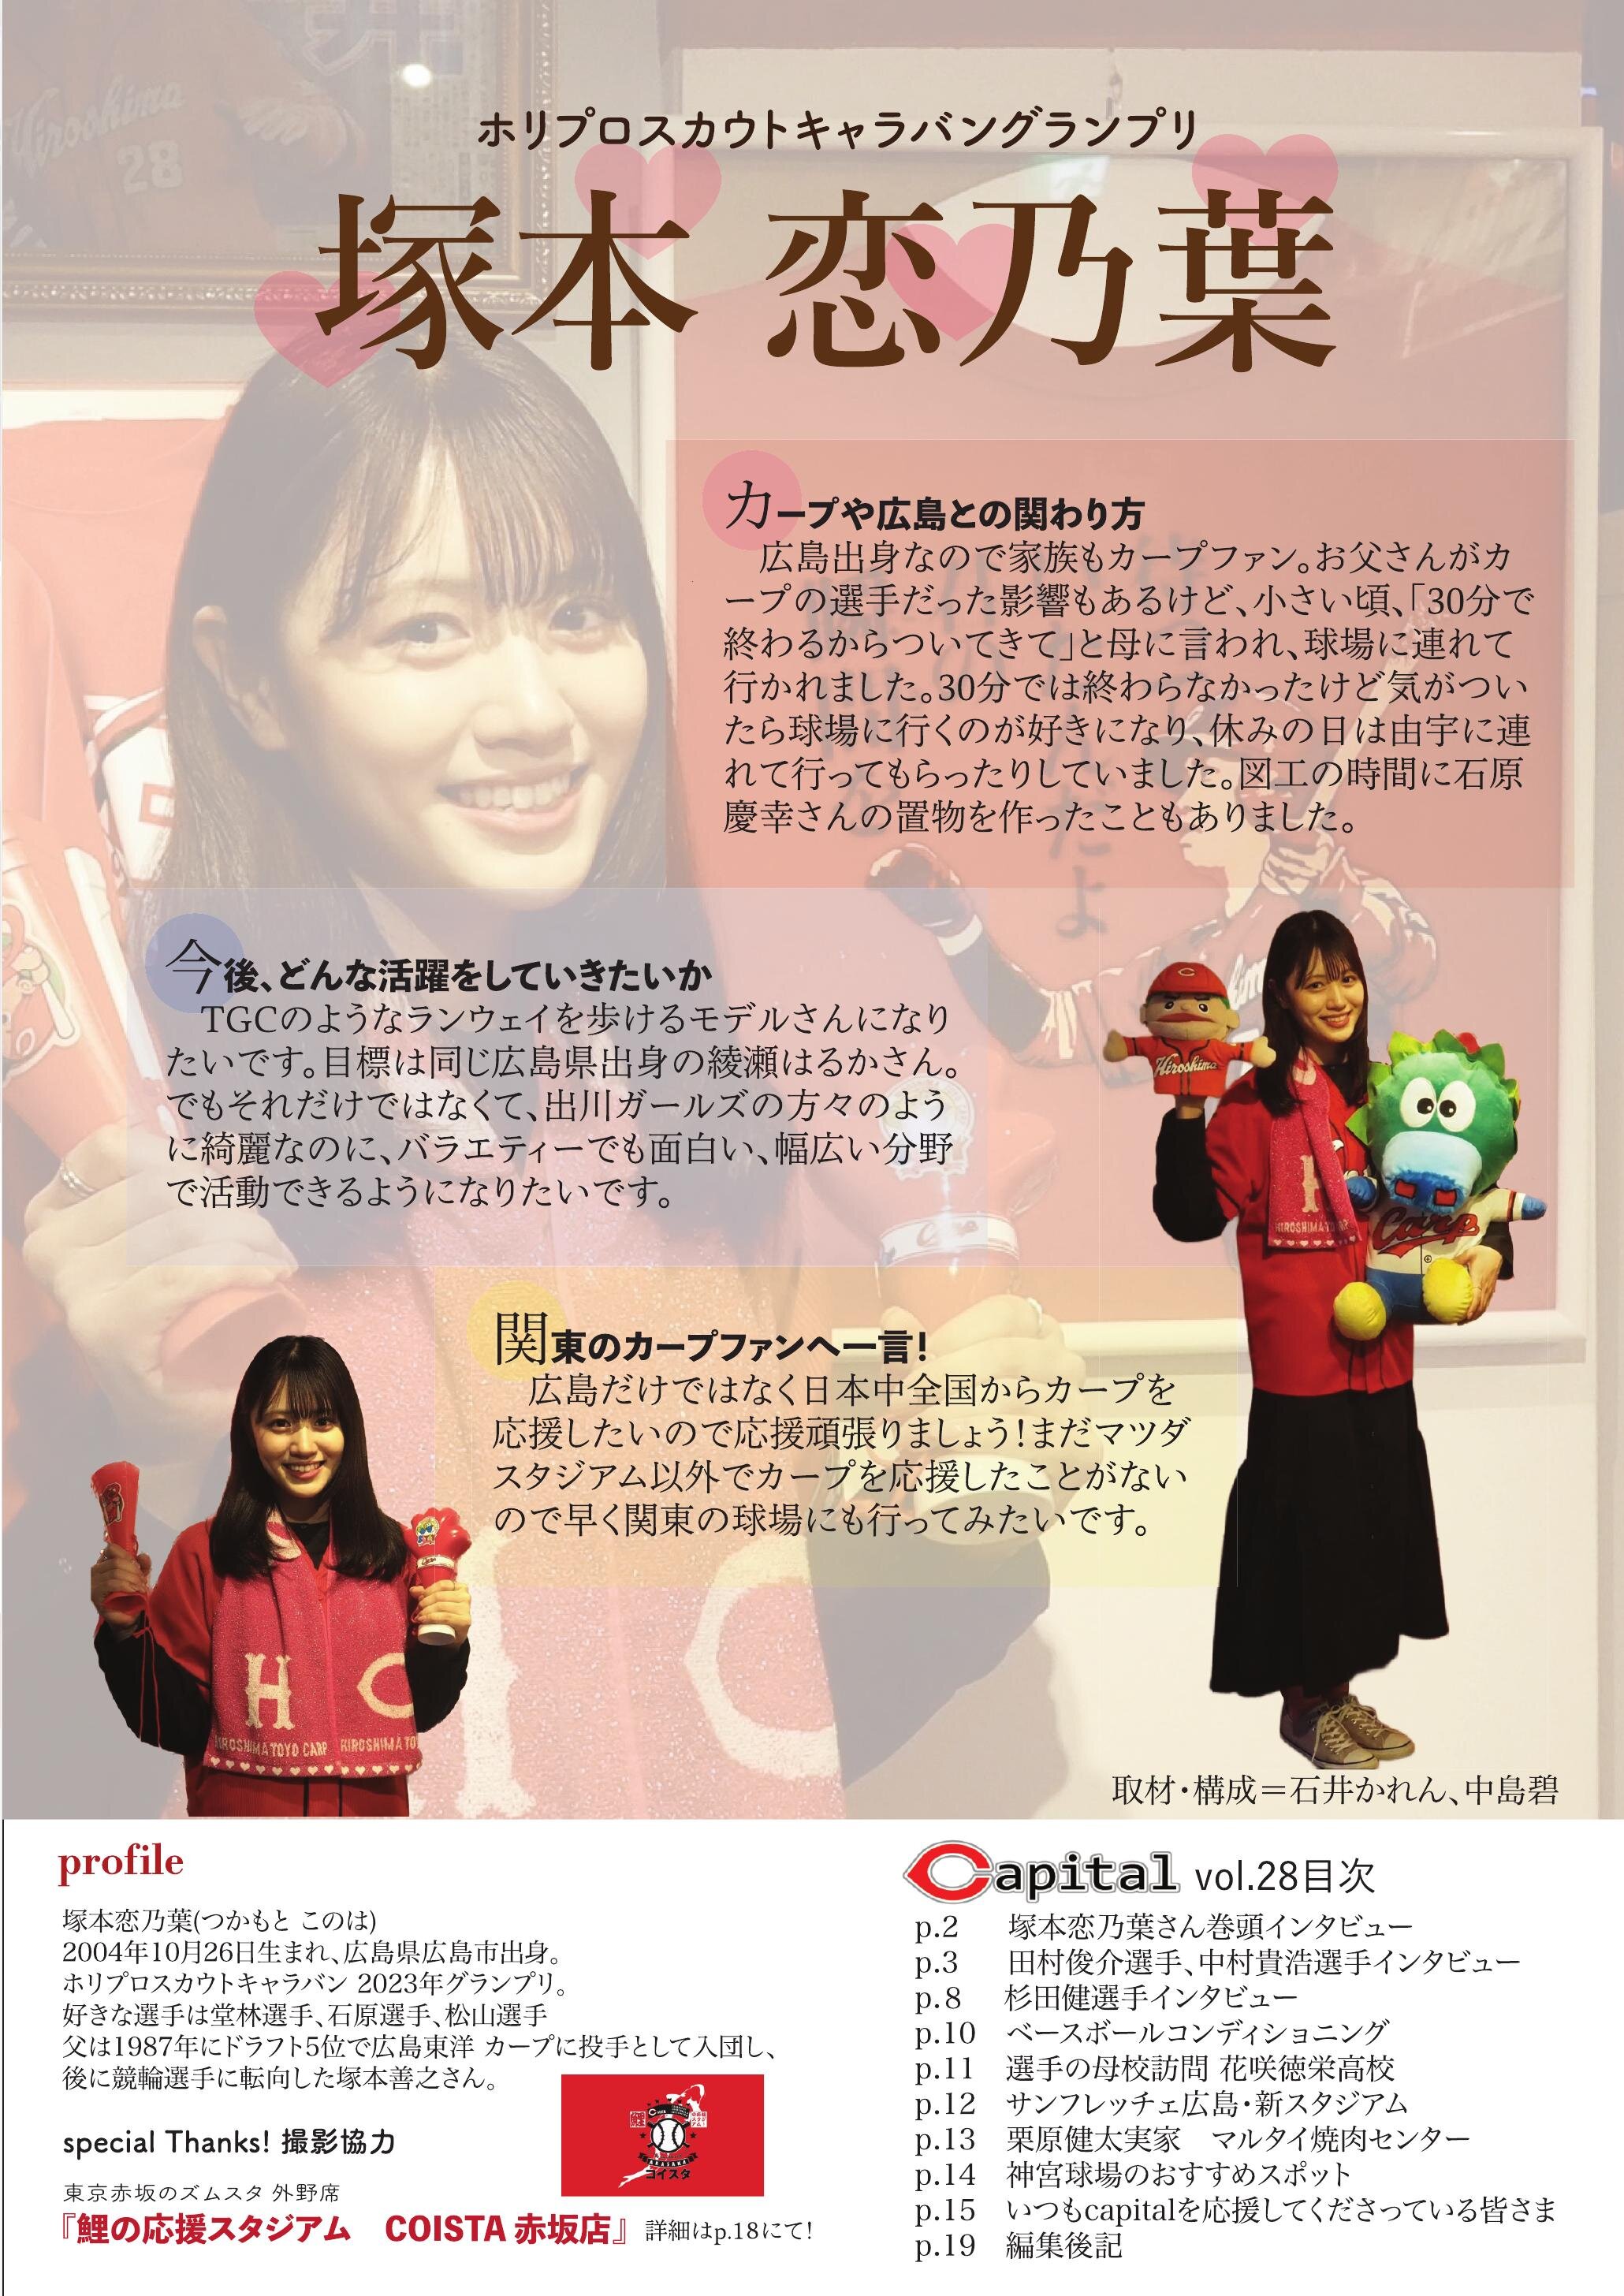 ホリプロスカウトキャラバングランプリ
塚本 恋乃葉
カープや広島との関わり方
広島出身なので家族もカープファン。お父さんがカ
ープの選手だった影響もあるけど、小さい頃、「30分で
終わるからついてきて」と母に言われ、球場に連れて
行かれました。30分では終わらなかったけど気がつい
たら球場に行くのが好きになり、休みの日は由宇に連
れて行ってもらったりしていました。図工の時間に石原
慶幸さんの置物を作ったこともありました。
今後、どんな活躍をしていきたいか
TGCのようなランウェイを歩けるモデルさんになり
たいです。目標は同じ広島県出身の綾瀬はるかさん。
でもそれだけではなくて、出川ガールズの方々のよう
に綺麗なのに、バラエティーでも面白い、幅広い分野
で活動できるようになりたいです。
関東のカープファンへ一言！
広島だけではなく日本中全国からカープを
応援したいので応援頑張りましょう！まだマツダ
スタジアム以外でカープを応援したことがない
ので早く関東の球場にも行ってみたいです。
Hiroshima
28
Hiroshima
Carp
H
HIROSHIMA TOYO CARP HIROSHIMA TO
取材・構成＝石井かれん、中島碧
profile
塚本恋乃葉(つかもと このは)
2004年10月26日生まれ、広島県広島市出身。
ホリプロスカウトキャラバン 2023年グランプリ。
好きな選手は堂林選手、石原選手、松山選手
父は1987年にドラフト5位で広島東洋 カープに投手として入団し、
後に競輪選手に転向した塚本善之さん。
special Thanks! 撮影協力
東京赤坂のズムスタ 外野席
『鯉の応援スタジアム　COISTA 赤坂店』 詳細はp.18にて！
コイスタ
Capital vol.28目次
p.2 塚本恋乃葉さん巻頭インタビュー
p.3 田村俊介選手、中村貴浩選手インタビュー
p.8 杉田健選手インタビュー
p.10 ベースボールコンディショニング
p.11 選手の母校訪問 花咲徳栄高校
p.12 サンフレッチェ広島・新スタジアム
p.13 栗原健太実家　マルタイ焼肉センター
p.14 神宮球場のおすすめスポット
p.15 いつもcapitalを応援してくださっている皆さま
p.19 編集後記